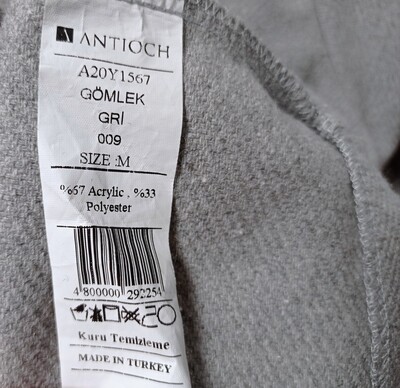 ANTIOCH
A20Y1567
GÖMLEK
GRİ
009
SIZE :M
%67 Acrylic , %33
Polyester
4 800000 292254
Kuru Temizleme
MADE IN TURKEY